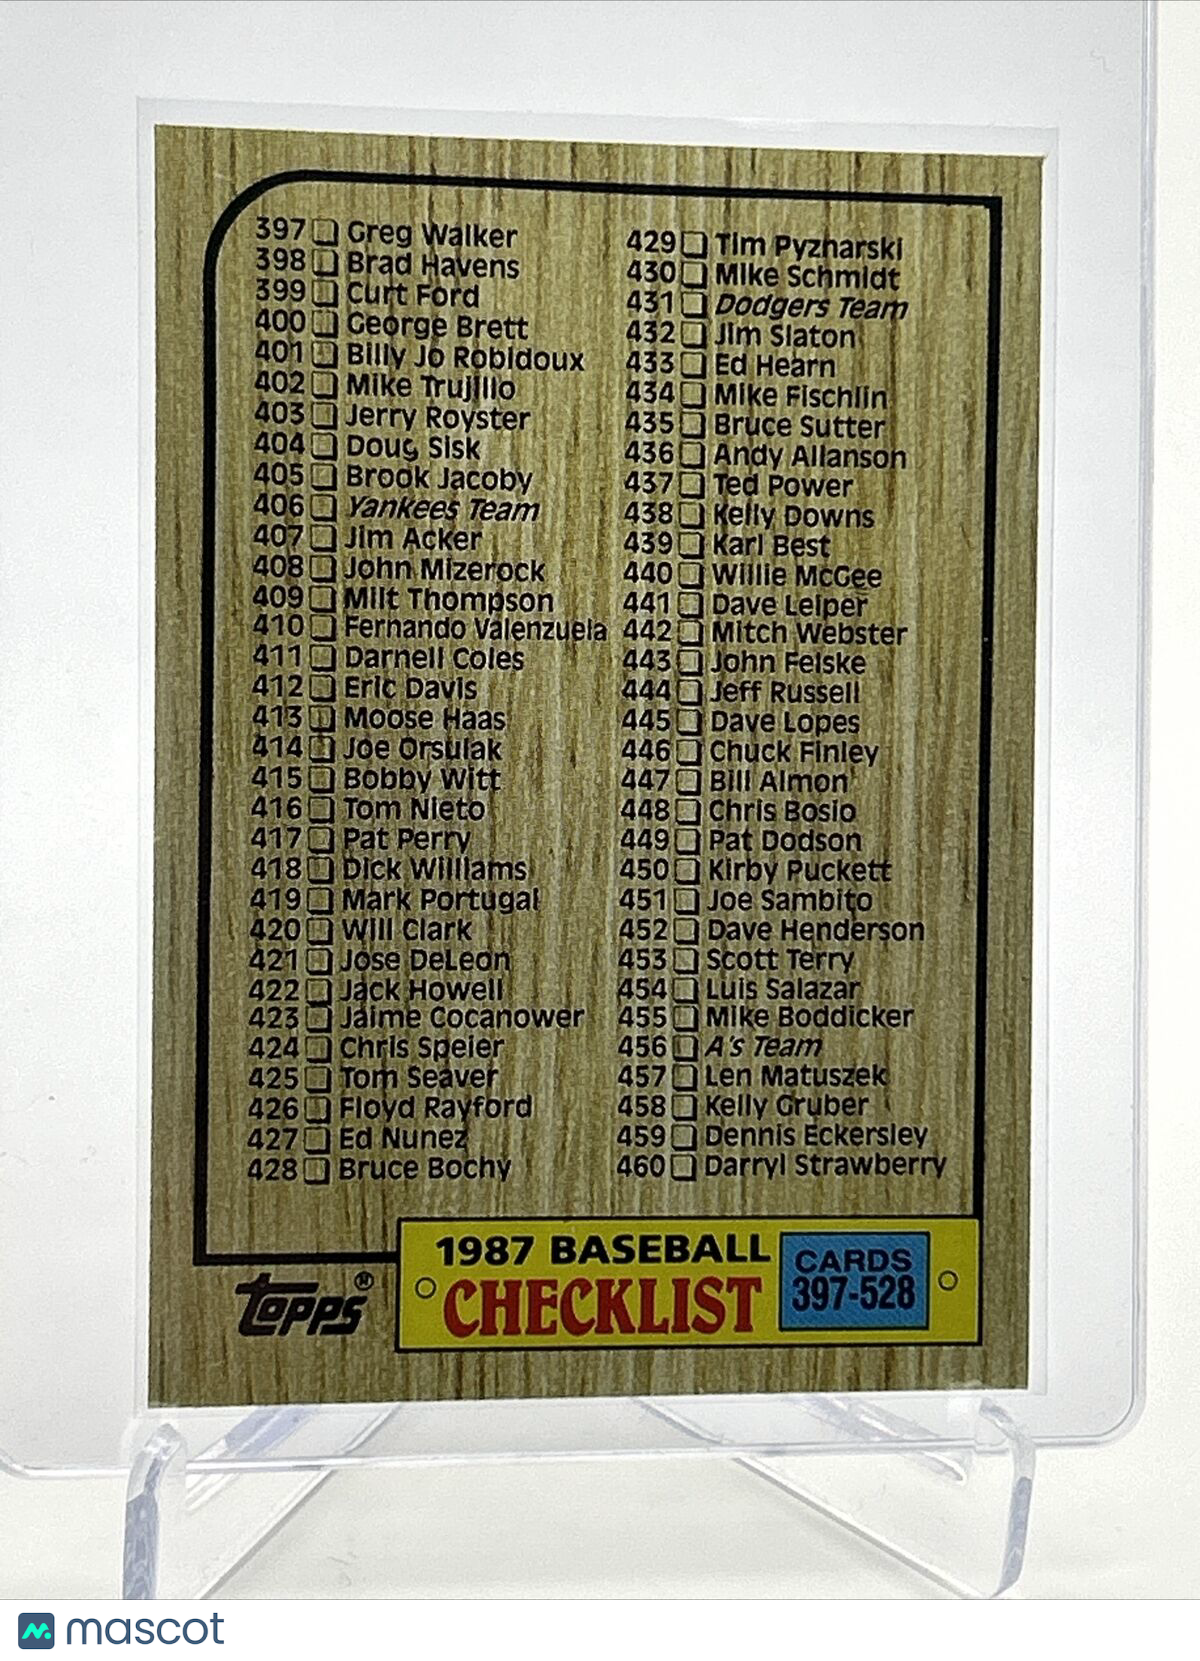 397 Greg Walker
398 Brad Havens
399 Curt Ford
400 George Brett
401 Billy Jo Robidoux
402 Mike Trujillo
403 Jerry Royster
404 Doug Sisk
405 Brook Jacoby
406 Yankees Team
407 Jim Acker
408 John Mizerock
409 Milt Thompson
410 Fernando Valenzuela
411 Darnell Coles
412 Eric Davis
413 Moose Haas
414 Joe Orsulak
415 Bobby Witt
416 Tom Nieto
417 Pat Perry
418 Dick Williams
419 Mark Portugal
420 Will Clark
421 Jose DeLeon
422 Jack Howell
423 Jaime Cocanower
424 Chris Speier
425 Tom Seaver
426 Floyd Rayford
427 Ed Nunez
428 Bruce Bochy
429 Tim Pyznarski
430 Mike Schmidt
431 Dodgers Team
432 Jim Slaton
433 Ed Hearn
434 Mike Fischlin
435 Bruce Sutter
436 Andy Allanson
437 Ted Power
438 Kelly Downs
439 Karl Best
440 Willie McGee
441 Dave Leiper
442 Mitch Webster
443 John Felske
444 Jeff Russell
445 Dave Lopes
446 Chuck Finley
447 Bill Almon
448 Chris Bosio
449 Pat Dodson
450 Kirby Puckett
451 Joe Sambito
452 Dave Henderson
453 Scott Terry
454 Luis Salazar
455 Mike Boddicker
456 A's Team
457 Len Matuszek
458 Kelly Gruber
459 Dennis Eckersley
460 Darryl Strawberry
TOPPS®
1987 BASEBALL
CHECKLIST
CARDS
397-528
mascot